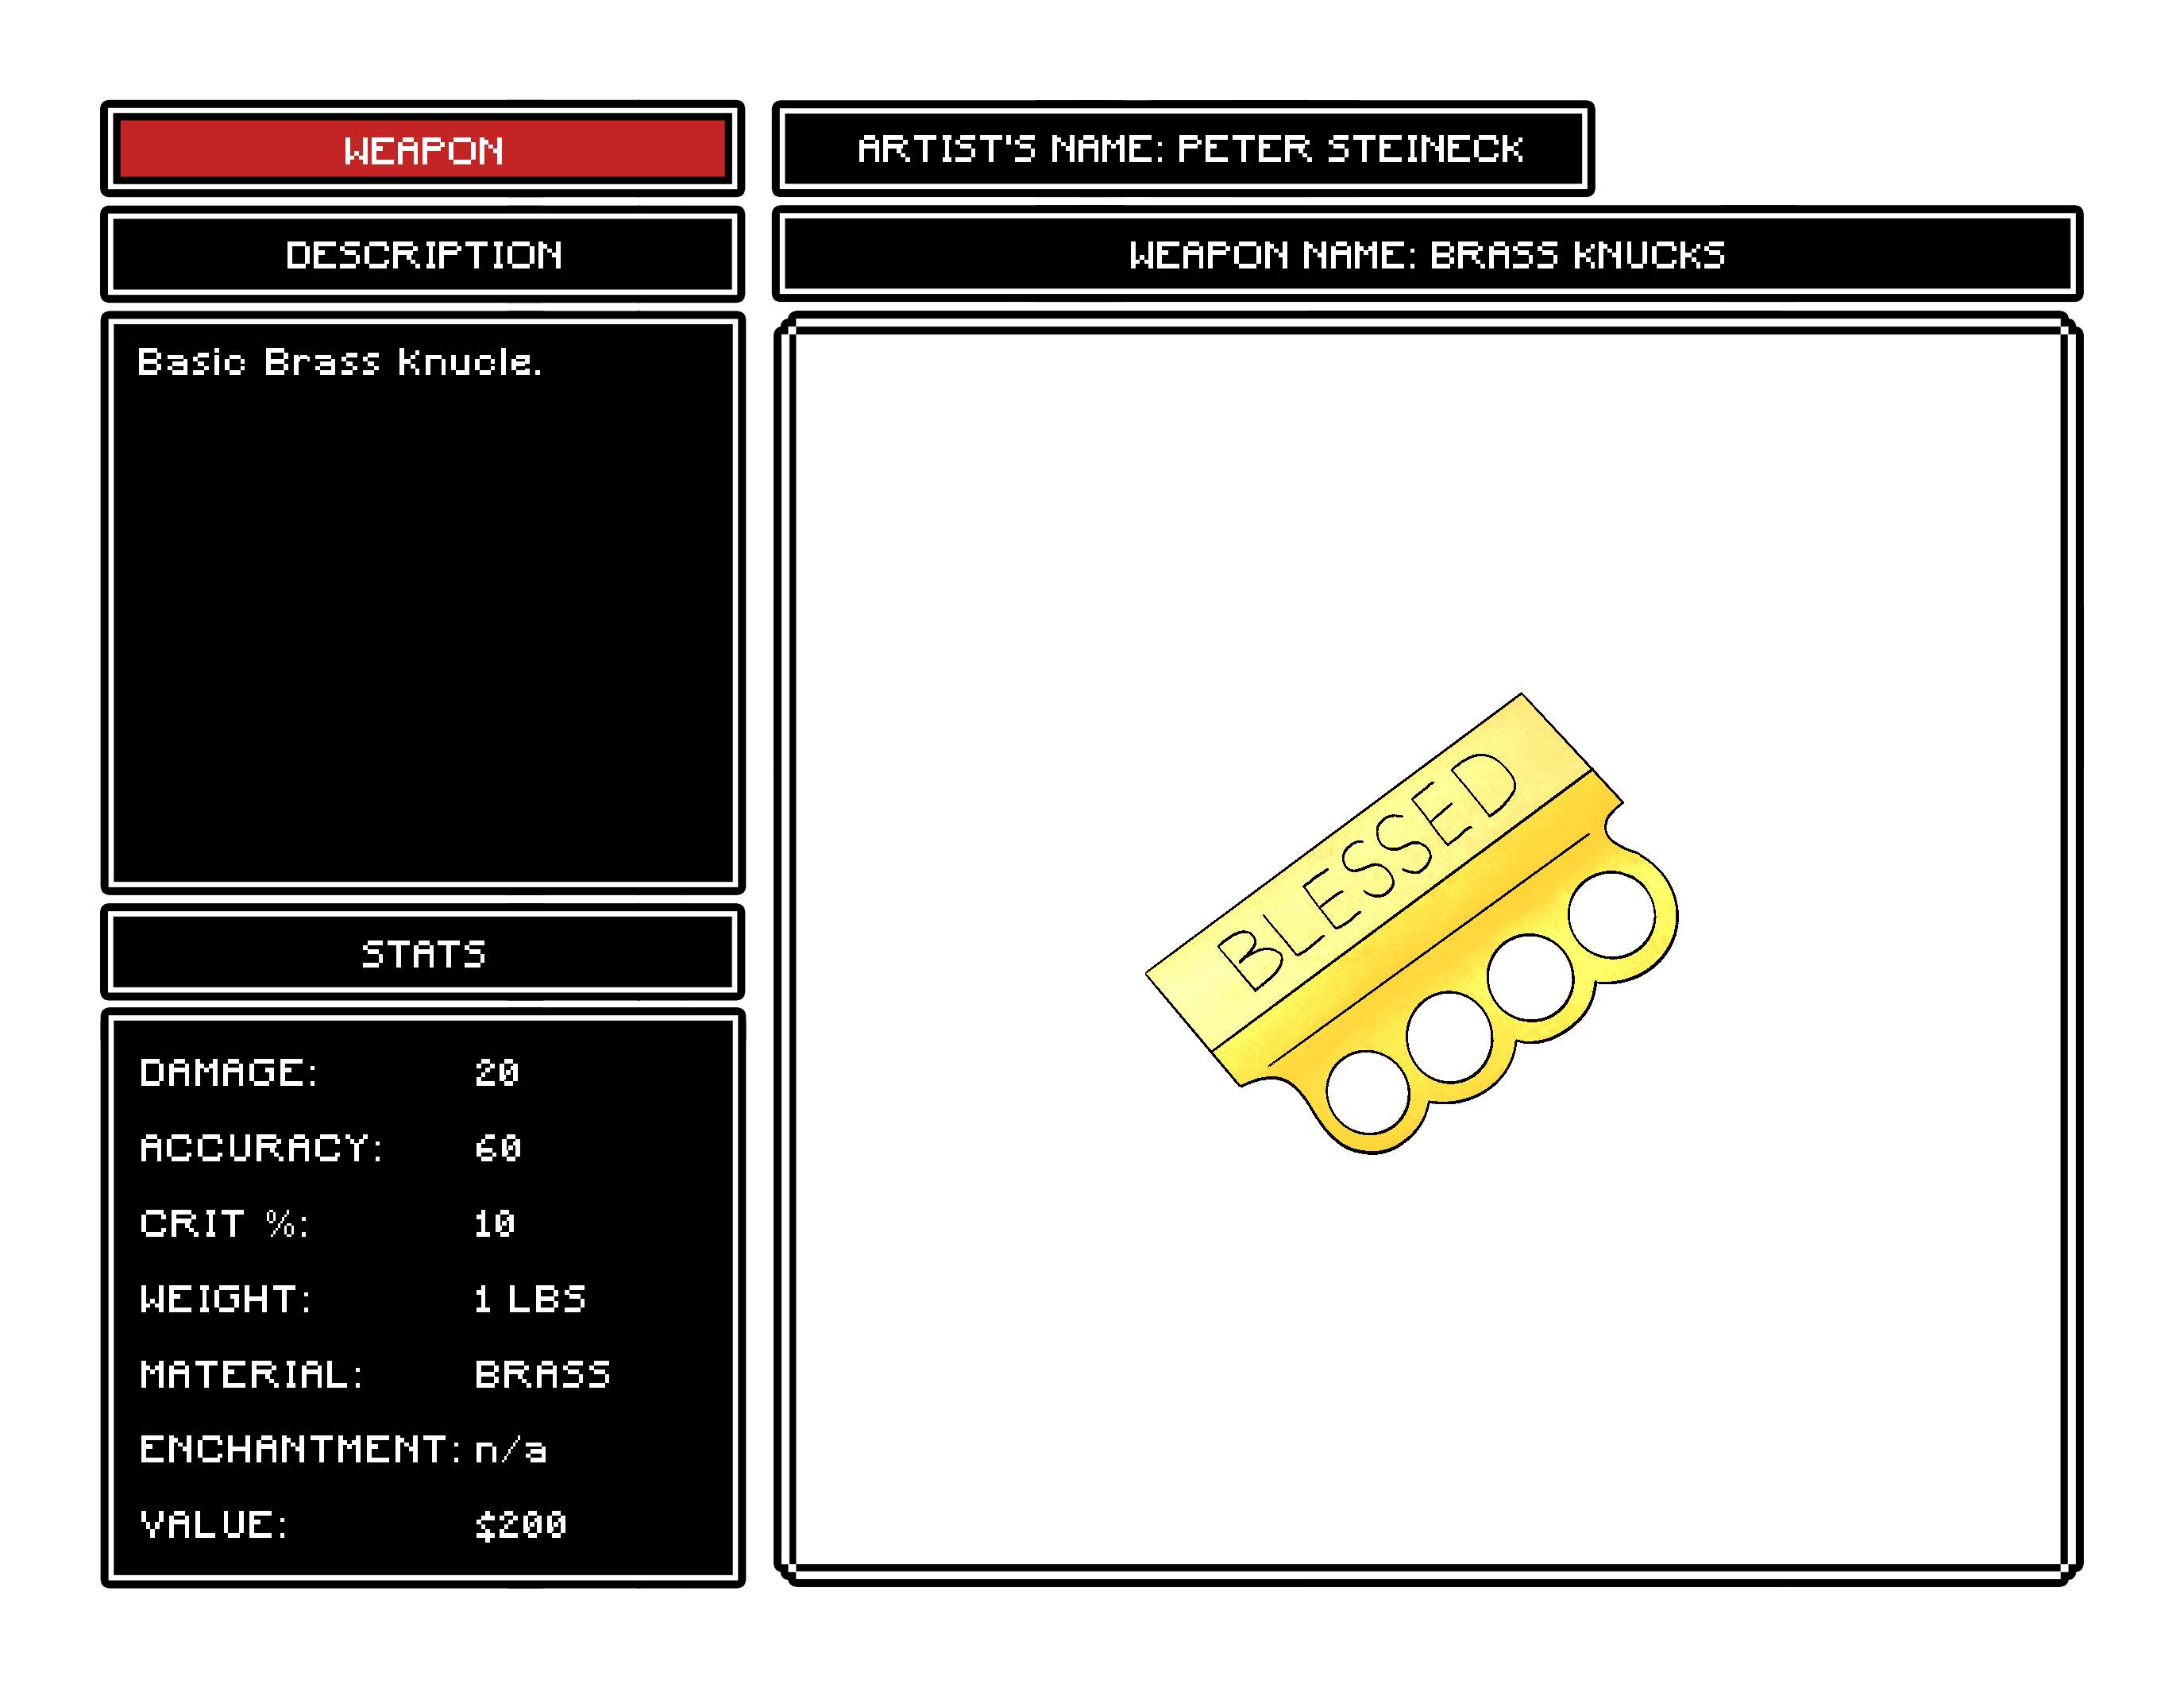 WEAPON
ARTIST'S NAME: PETER STEINECK
DESCRIPTION
WEAPON NAME: BRASS KNUCKS
Basic Brass Knucle.
BLESSED
STATS
DAMAGE: 20
ACCURACY: 60
CRIT %: 10
WEIGHT: 1 LBS
MATERIAL: BRASS
ENCHANTMENT: n/a
VALUE: $200